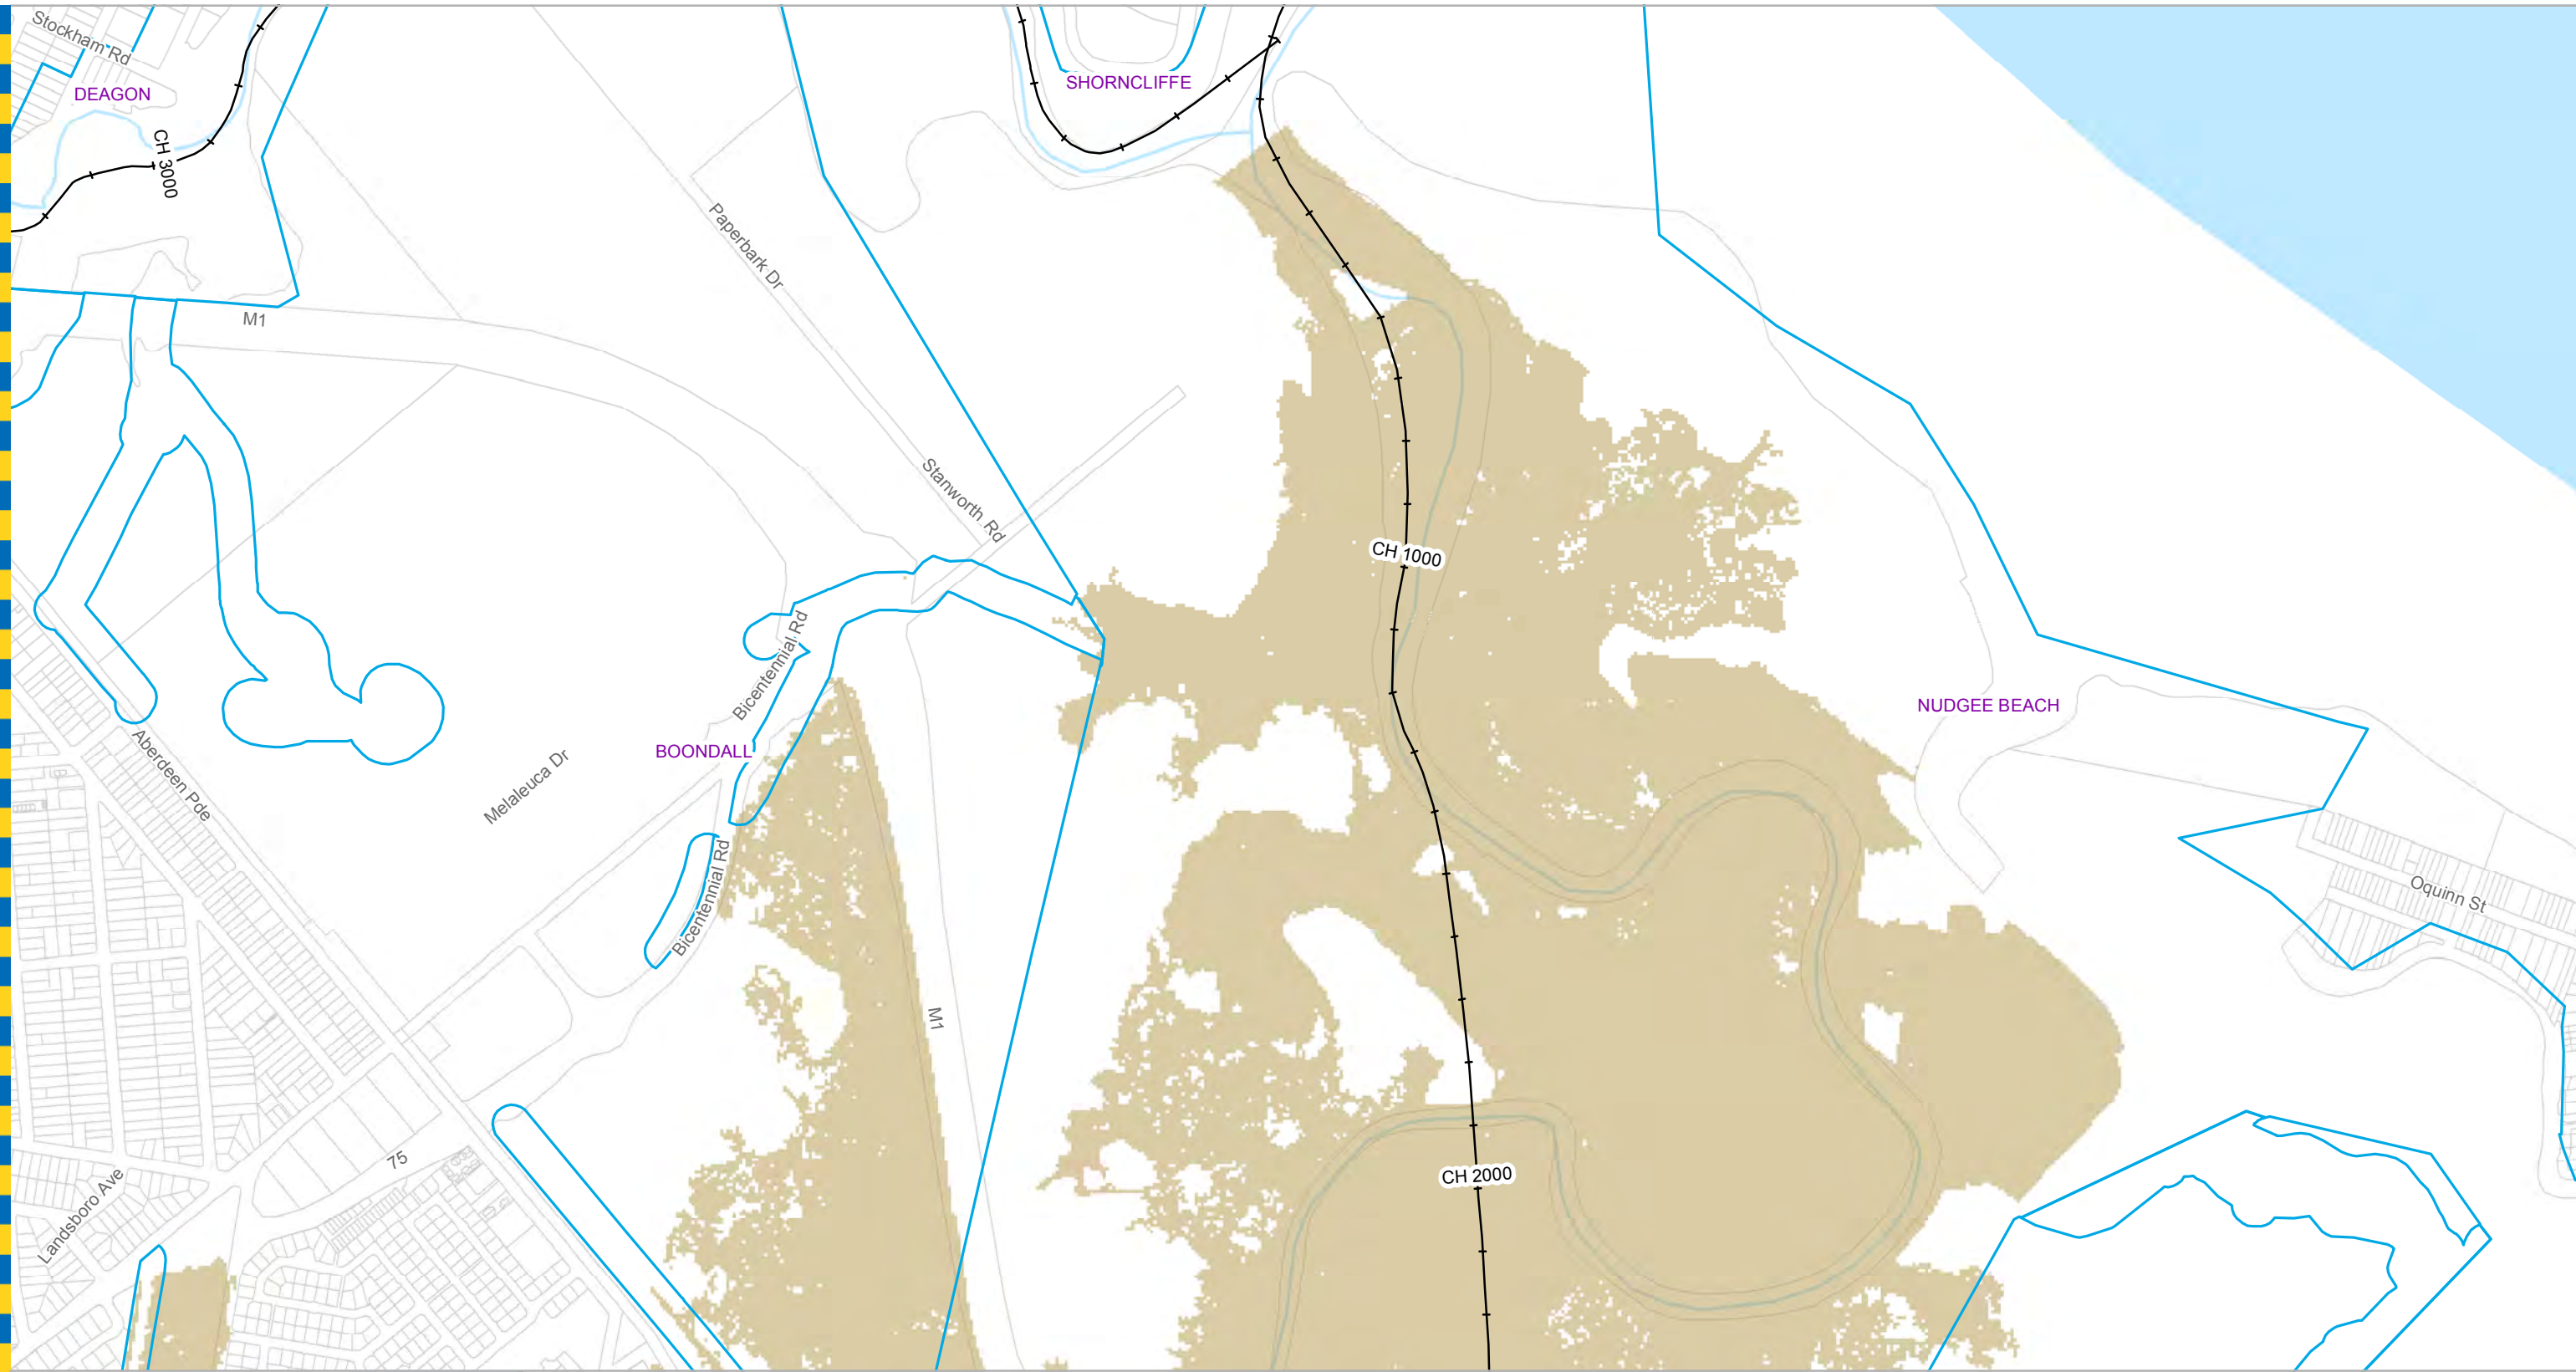 Stockham Rd
DEAGON
SHORNCLIFFE
CH 3000
Paperbark Dr
M1
Stanworth Rd
CH 1000
Bicentennial Rd
NUDGEE BEACH
BOONDALL
Aberdeen Pde
Melaleuca Dr
Bicentennial Rd
Oquinn St
M1
75
CH 2000
Landsboro Ave